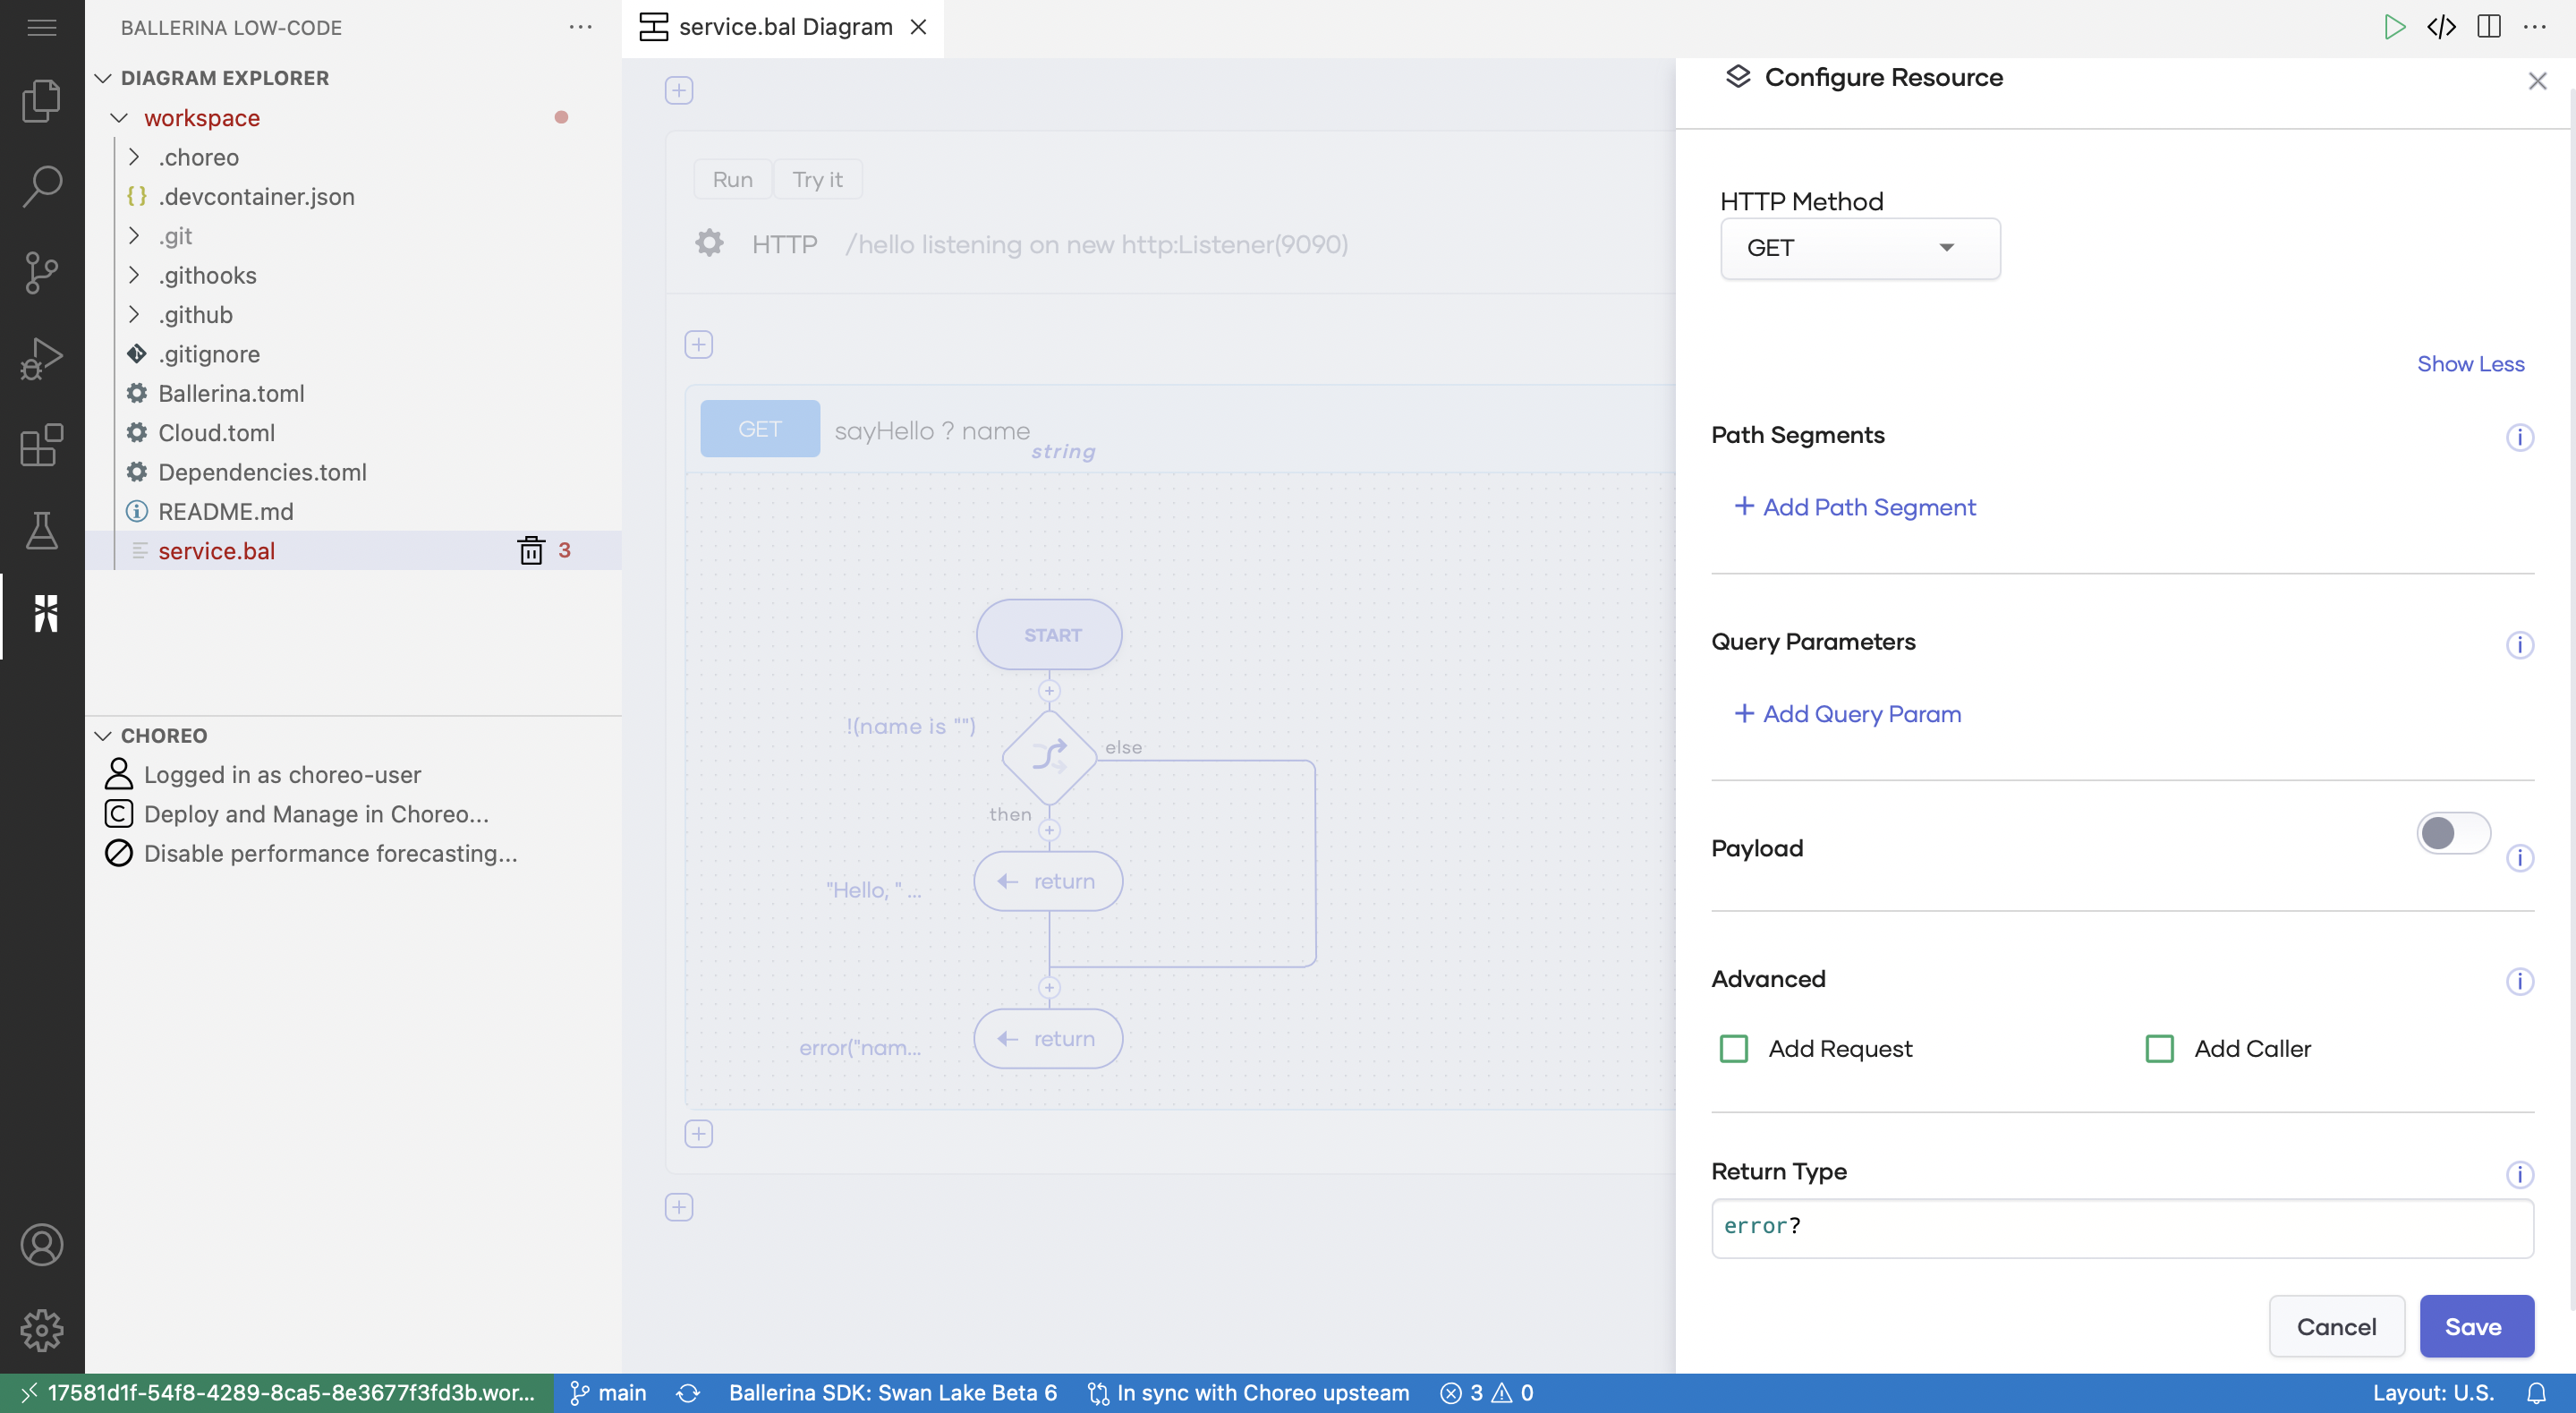 BALLERINA LOW-CODE
DIAGRAM EXPLORER
workspace
.choreo
.devcontainer.json
.git
.githooks
.github
.gitignore
Ballerina.toml
Cloud.toml
Dependencies.toml
README.md
service.bal 3
CHOREO
Logged in as choreo-user
Deploy and Manage in Choreo...
Disable performance forecasting...
service.bal Diagram
Run Try it
HTTP /hello listening on new http:Listener(9090)
GET sayHello ? name string
START
!(name is "")
else
then
"Hello, " ... return
error("nam... return
Configure Resource
HTTP Method
GET
Show Less
Path Segments
+ Add Path Segment
Query Parameters
+ Add Query Param
Payload
Advanced
Add Request Add Caller
Return Type
error?
Cancel Save
17581d1f-54f8-4289-8ca5-8e3677f3fd3b.wor... main Ballerina SDK: Swan Lake Beta 6 In sync with Choreo upsteam 3 0 Layout: U.S.